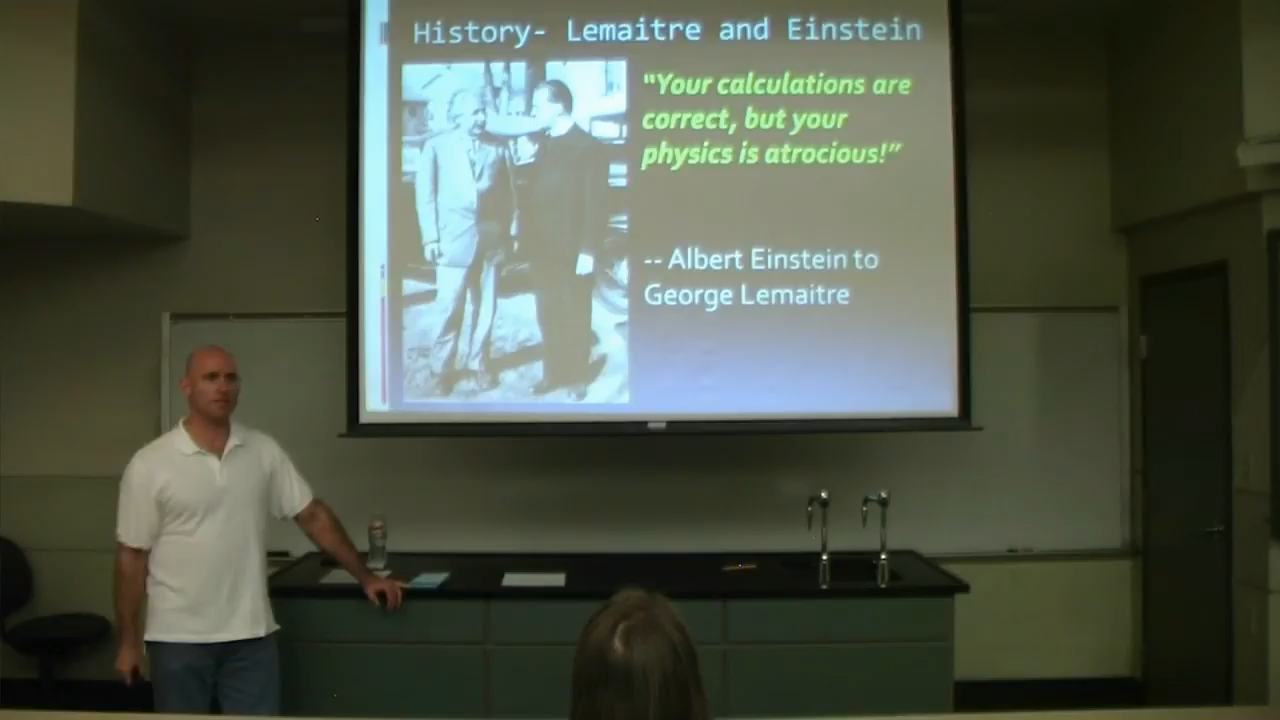 History- Lemaitre and Einstein
"Your calculations are
correct, but your
physics is atrocious!”
-- Albert Einstein to
George Lemaitre